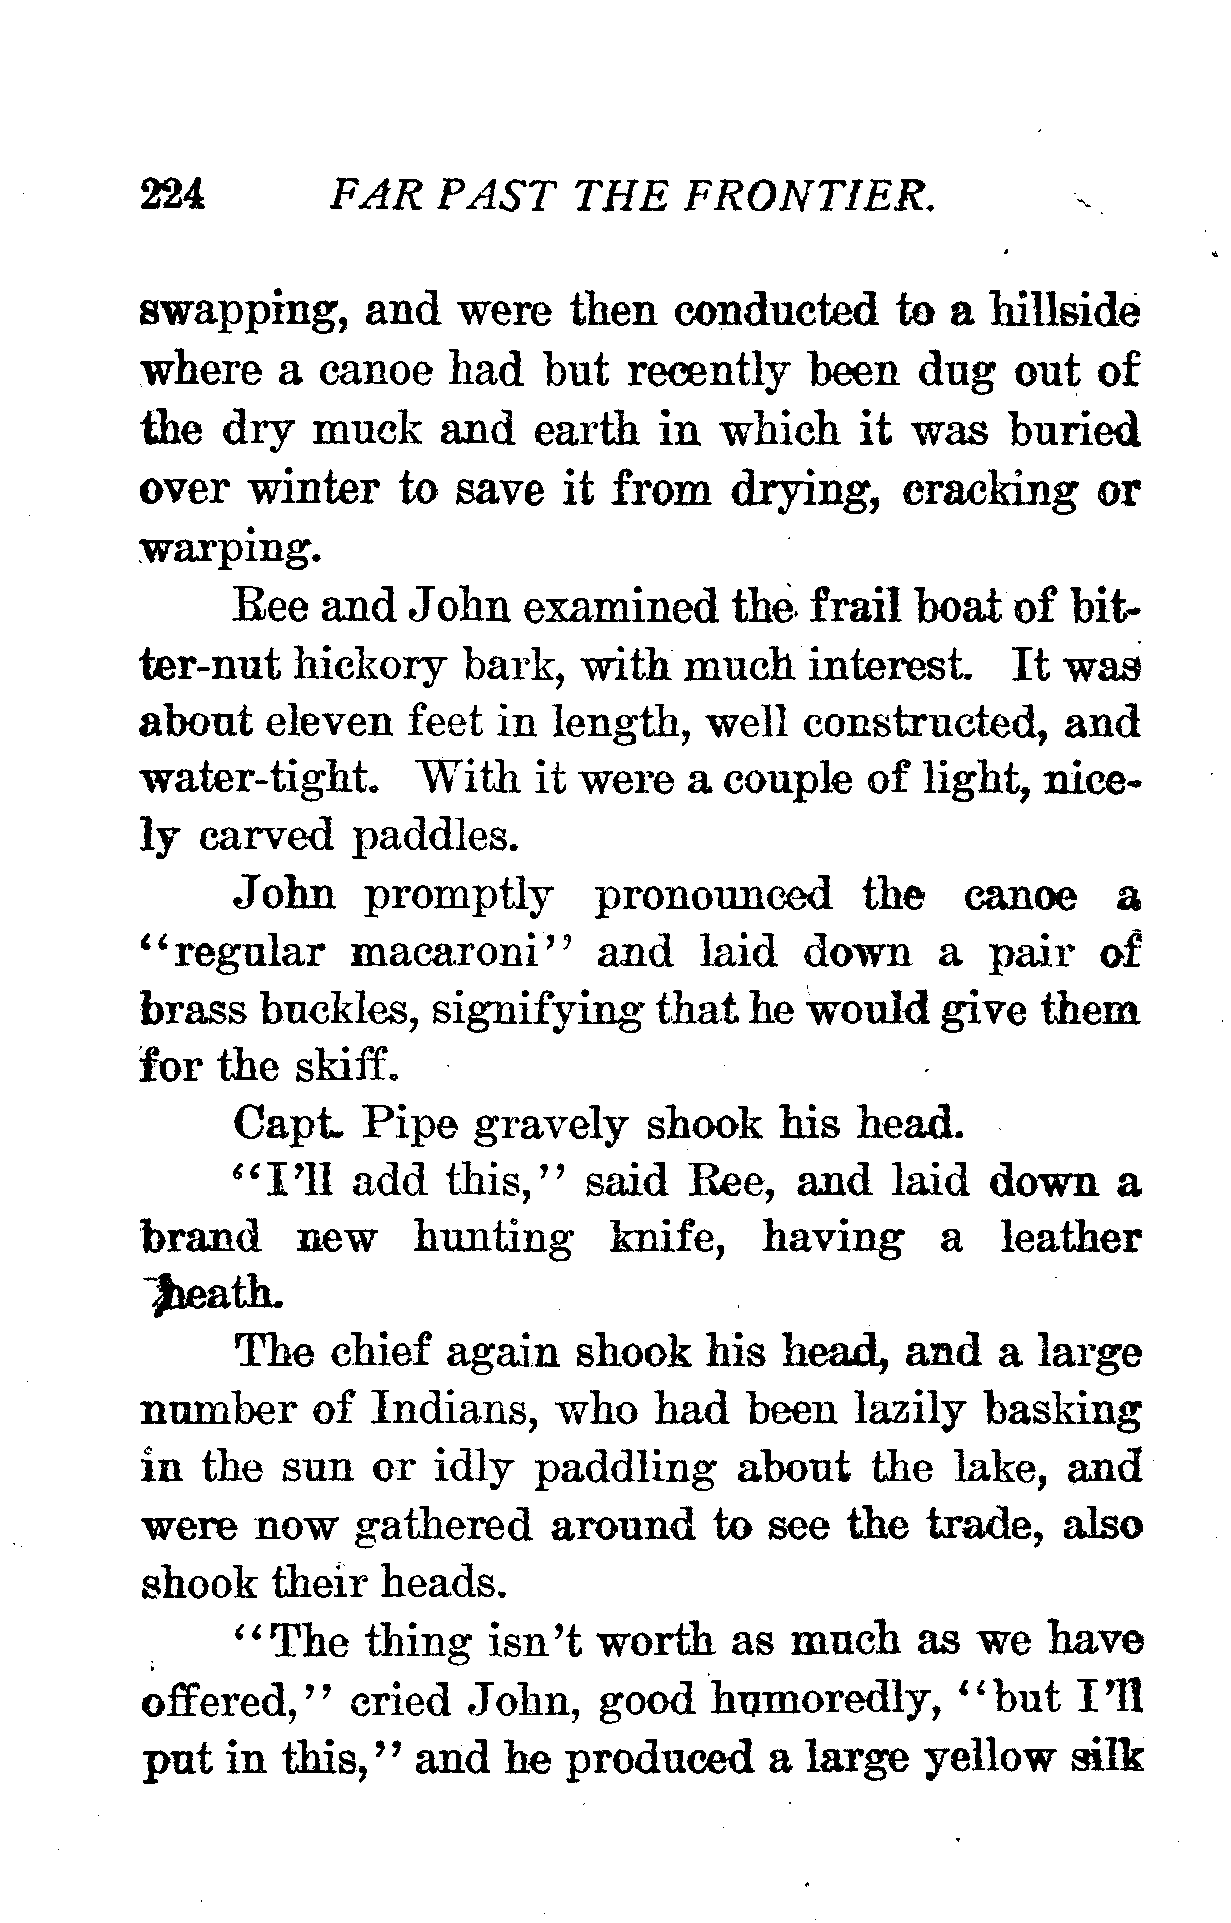 224 FAR PAST THE FRONTIER.
swapping, and were then conducted to a hillside
where a canoe had but recently been dug out of
the dry muck and earth in which it was buried
over winter to save it from drying, cracking or
warping.
Ree and John examined the frail boat of bit-
ter-nut hickory bark, with much interest. It was
about eleven feet in length, well constructed, and
water-tight. With it were a couple of light, nice-
ly carved paddles.
John promptly pronounced the canoe a
"regular macaroni" and laid down a pair of
brass buckles, signifying that he would give them
for the skiff.
Capt. Pipe gravely shook his head.
"I'll add this," said Ree, and laid down a
brand new hunting knife, having a leather
heath.
The chief again shook his head, and a large
number of Indians, who had been lazily basking
in the sun or idly paddling about the lake, and
were now gathered around to see the trade, also
shook their heads.
"The thing isn't worth as much as we have
offered," cried John, good humoredly, "but I'll
put in this," and he produced a large yellow silk